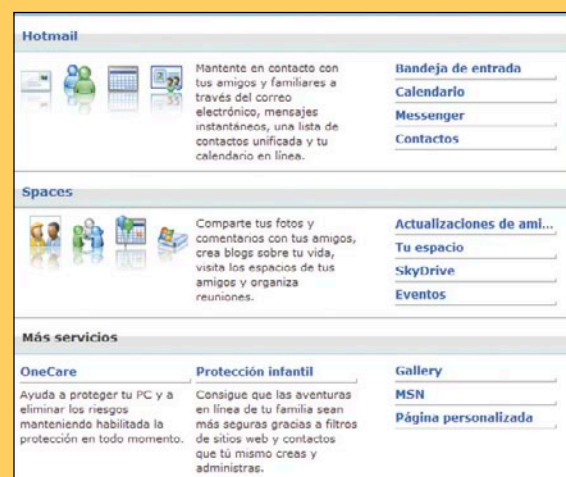 Hotmail
Mantente en contacto con
tus amigos y familiares a
través del correo
electrónico, mensajes
instantáneos, una lista de
contactos unificada y tu
calendario en línea.
Bandeja de entrada
Calendario
Messenger
Contactos
Spaces
Comparte tus fotos y
comentarios con tus amigos,
crea blogs sobre tu vida,
visita los espacios de tus
amigos y organiza
reuniones.
Actualizaciones de ami...
Tu espacio
SkyDrive
Eventos
Más servicios
OneCare
Ayuda a proteger tu PC y a
eliminar los riesgos
manteniendo habilitada la
protección en todo momento.
Protección infantil
Consigue que las aventuras
en línea de tu familia sean
más seguras gracias a filtros
de sitios web y contactos
que tú mismo creas y
administras.
Gallery
MSN
Página personalizada